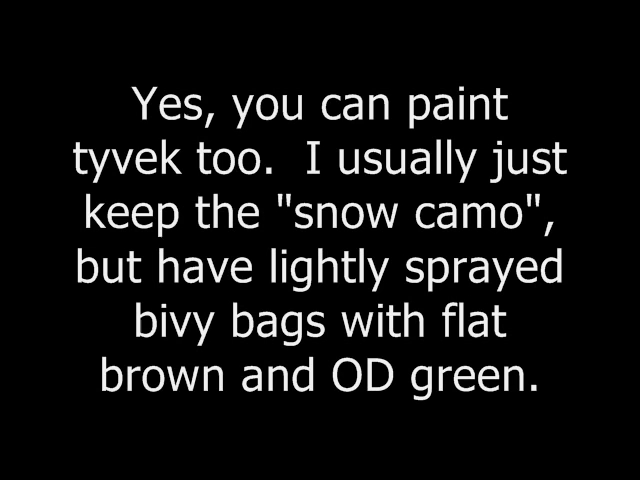 Yes, you can paint
tyvek too.  I usually just
keep the "snow camo",
but have lightly sprayed
bivy bags with flat
brown and OD green.